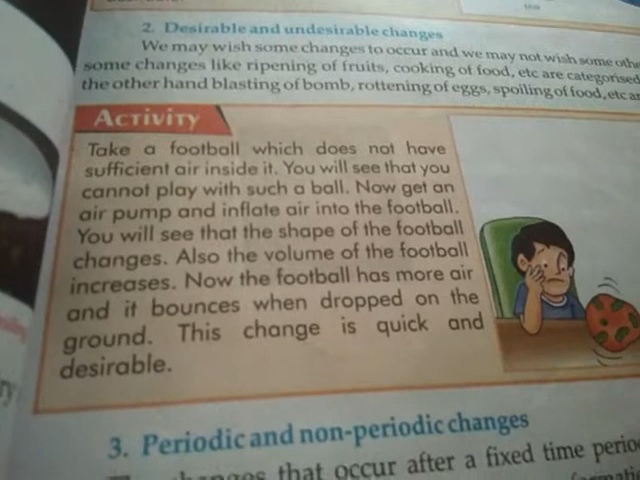 2. Desirable and undesirable changes
We may wish some changes to occur and we may not wish some othe
some changes like ripening of fruits, cooking of food, etc are categorised
the other hand blasting of bomb, rottening of eggs, spoiling of food, etc ar
ACTIVITY
Take a football which does not have
sufficient air inside it. You will see that you
cannot play with such a ball. Now get an
air pump and inflate air into the football.
You will see that the shape of the football
changes. Also the volume of the football
increases. Now the football has more air
and it bounces when dropped on the
ground. This change is quick and
desirable.
3. Periodic and non-periodic changes
changes that occur after a fixed time perio